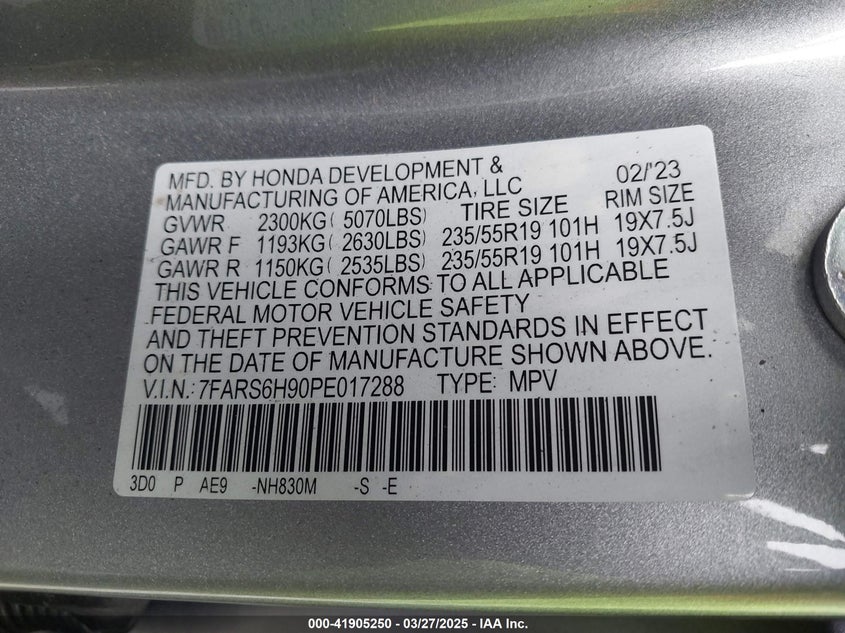 MFD. BY HONDA DEVELOPMENT & 02/'23
MANUFACTURING OF AMERICA, LLC
TIRE SIZE RIM SIZE
GVWR 2300KG( 5070LBS)
GAWR F 1193KG( 2630LBS) 235/55R19 101H 19X7.5J
GAWR R 1150KG( 2535LBS) 235/55R19 101H 19X7.5J
THIS VEHICLE CONFORMS TO ALL APPLICABLE
FEDERAL MOTOR VEHICLE SAFETY
AND THEFT PREVENTION STANDARDS IN EFFECT
ON THE DATE OF MANUFACTURE SHOWN ABOVE.
V.I.N.: 7FARS6H90PE017288 TYPE: MPV
3D0 P AE9 -NH830M -S -E
000-41905250 - 03/27/2025 - IAA Inc.